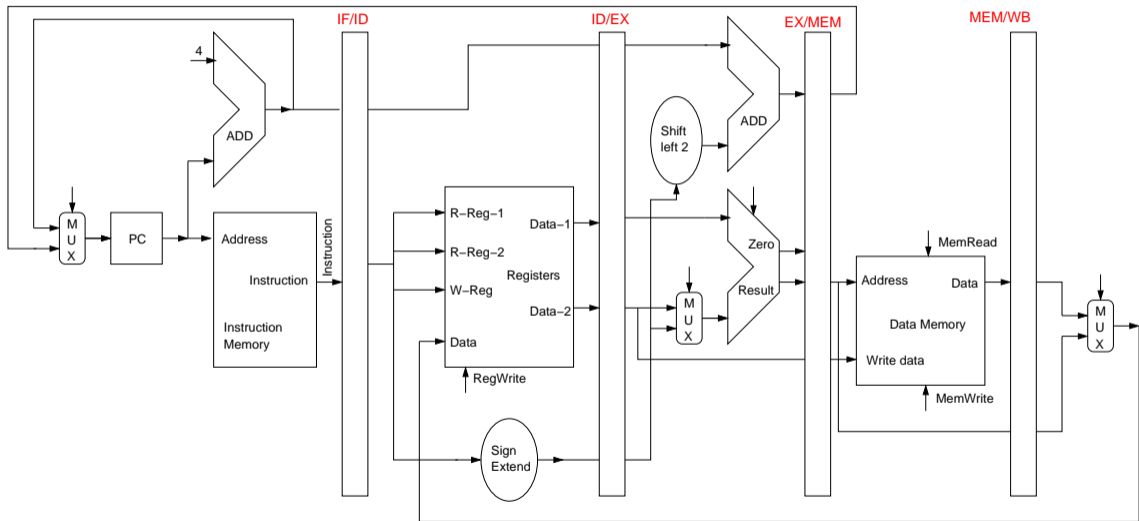 IF/ID
ID/EX
EX/MEM
MEM/WB
4
ADD
ADD
Shift
left 2
M
U
X
PC
Address
Instruction
Instruction
Memory
Instruction
R-Reg-1
R-Reg-2
W-Reg
Data
Data-1
Registers
Data-2
RegWrite
Sign
Extend
M
U
X
Zero
Result
MemRead
Address
Data
Data Memory
Write data
MemWrite
M
U
X